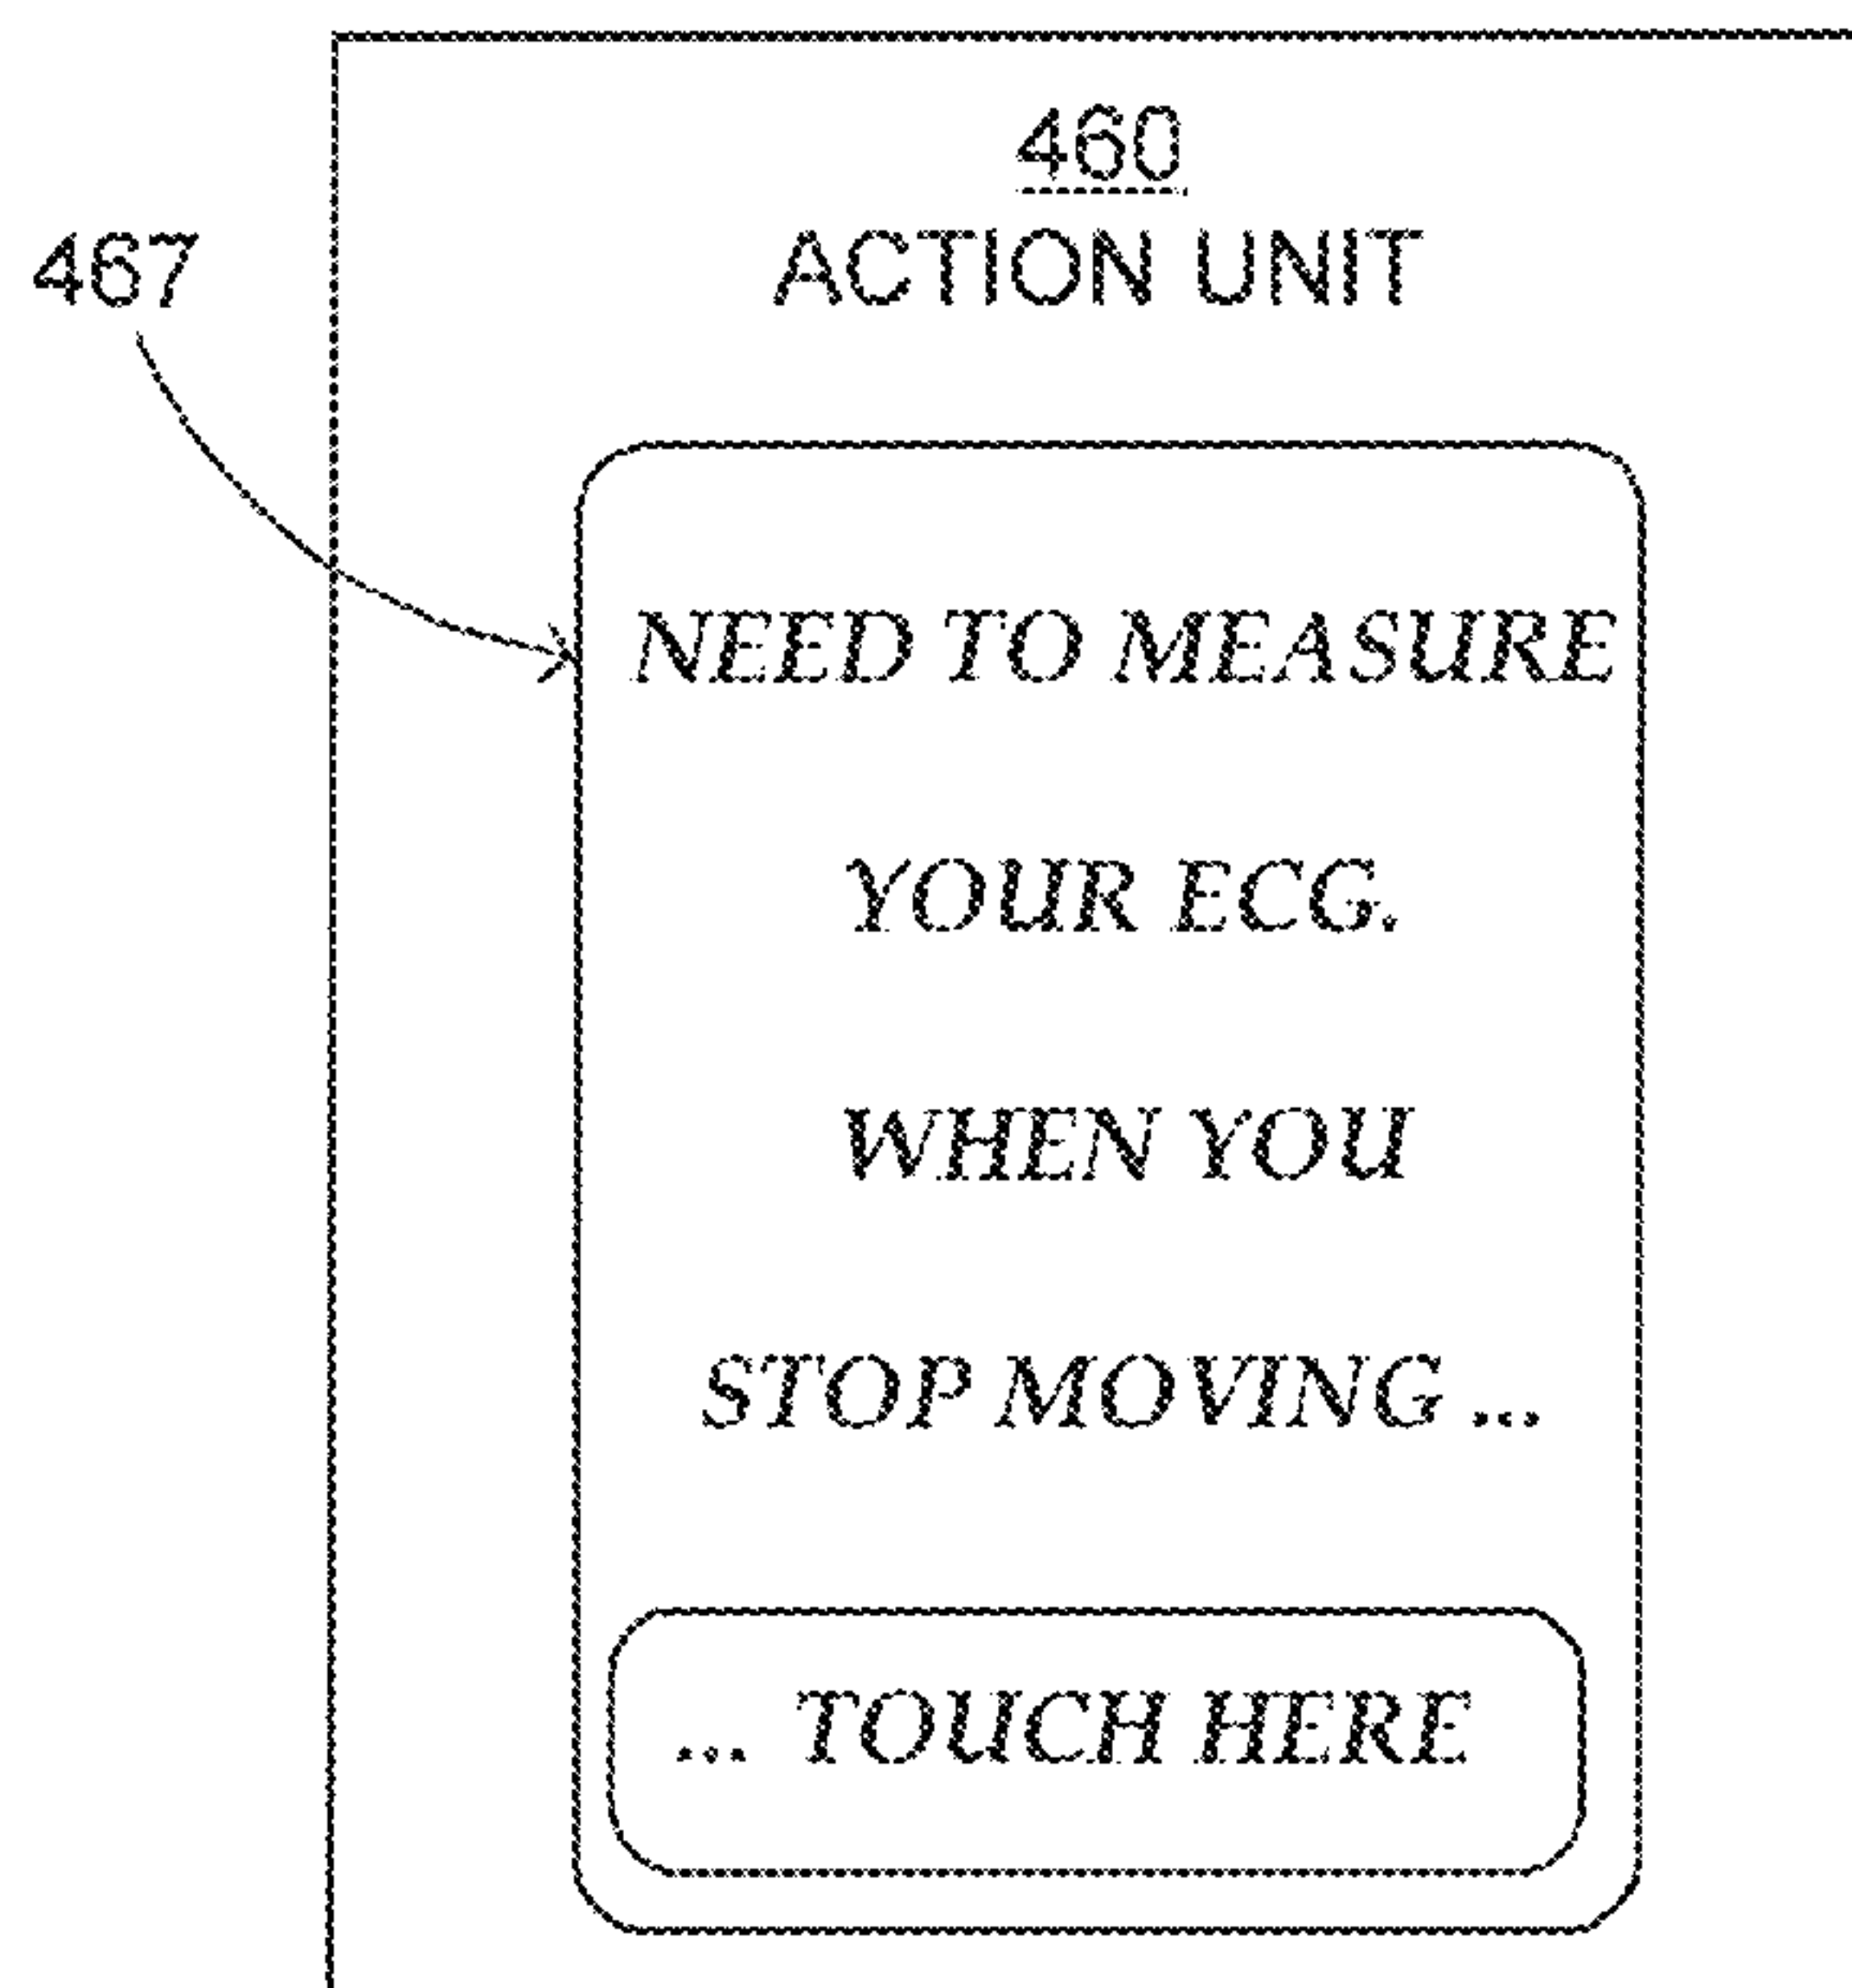 460
ACTION UNIT
467
NEED TO MEASURE
YOUR ECG.
WHEN YOU
STOP MOVING ...
... TOUCH HERE